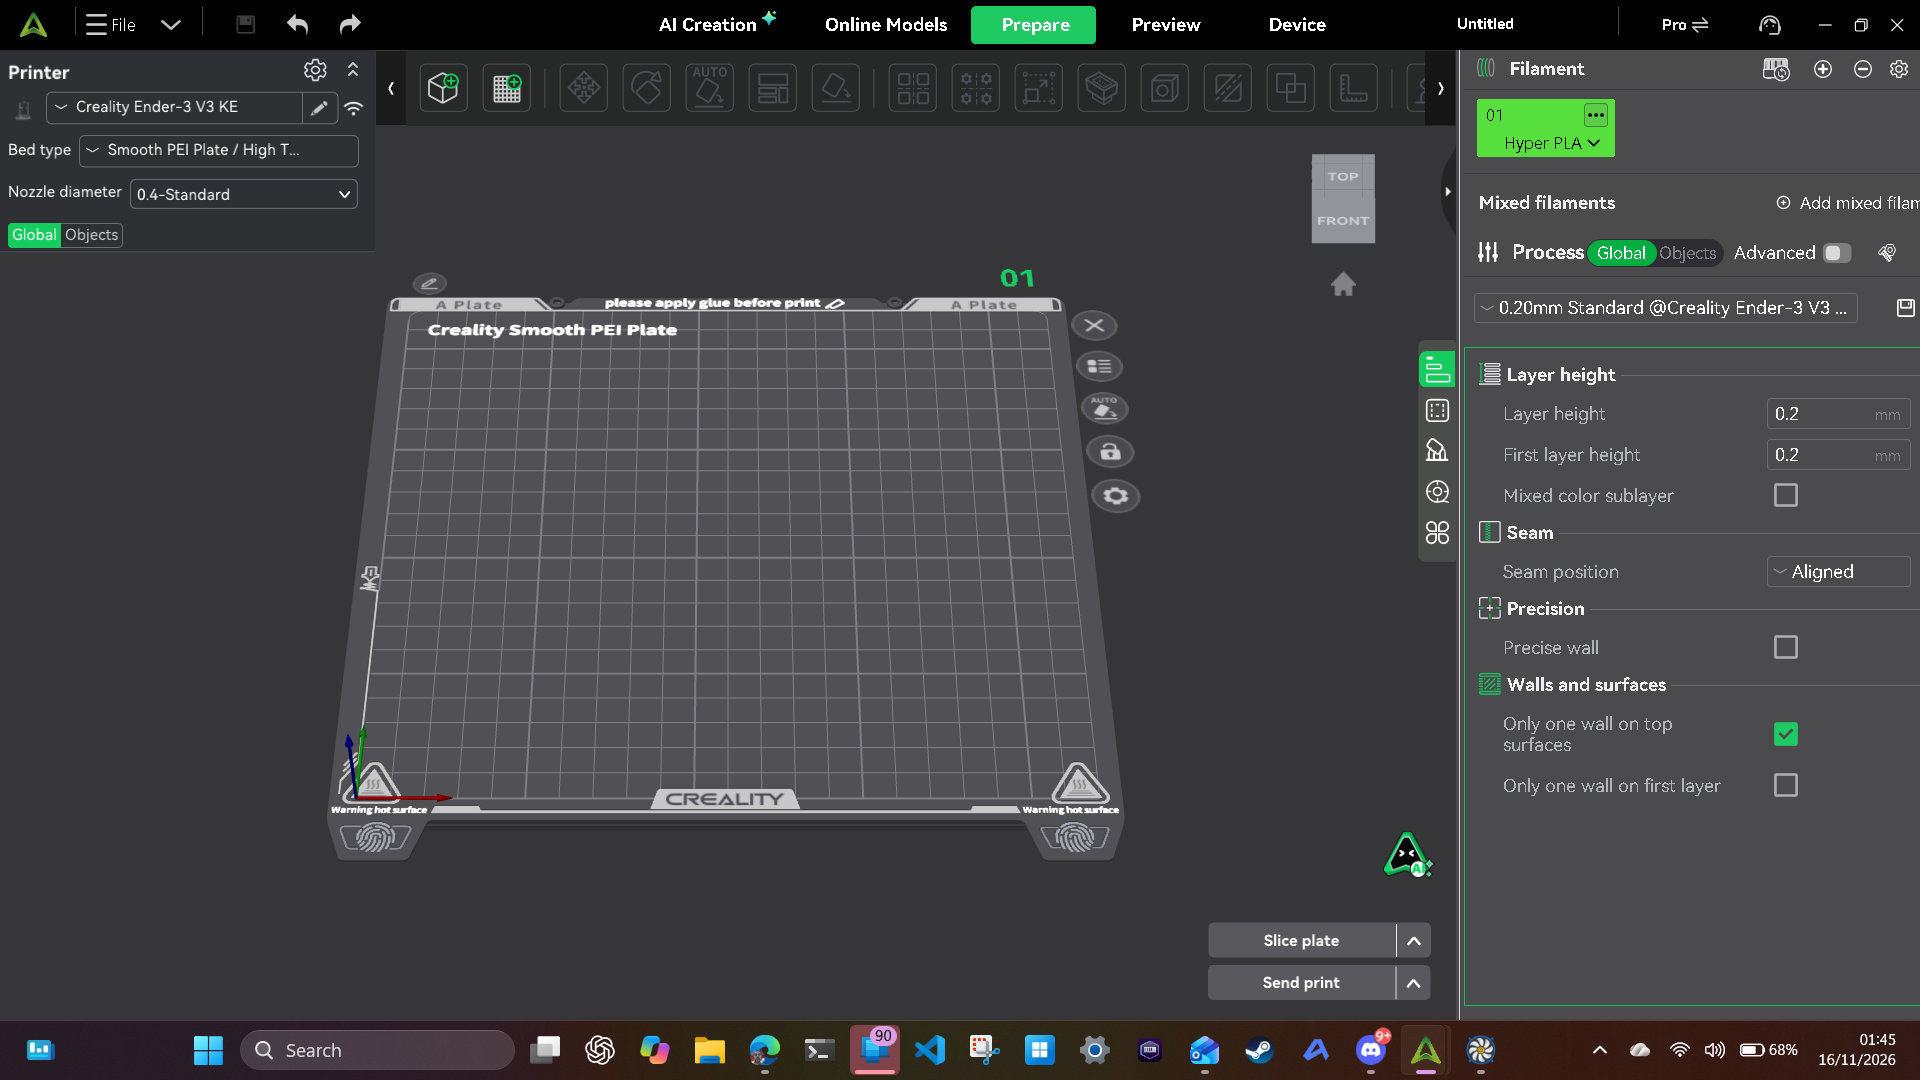 File
AI Creation
Online Models
Prepare
Preview
Device
Untitled
Pro
Printer
Creality Ender-3 V3 KE
Bed type
Smooth PEI Plate / High T...
Nozzle diameter
0.4-Standard
Global
Objects
AUTO
TOP
FRONT
01
A Plate
please apply glue before print
A Plate
Creality Smooth PEI Plate
AUTO
Warning hot surface
CREALITY
Warning hot surface
AI
Slice plate
Send print
Filament
01
Hyper PLA
Mixed filaments
Add mixed filam
Process
Global
Objects
Advanced
0.20mm Standard @Creality Ender-3 V3 ...
Layer height
Layer height
0.2 mm
First layer height
0.2 mm
Mixed color sublayer
Seam
Seam position
Aligned
Precision
Precise wall
Walls and surfaces
Only one wall on top
surfaces
Only one wall on first layer
Search
90
9+
68%
01:45
16/11/2026